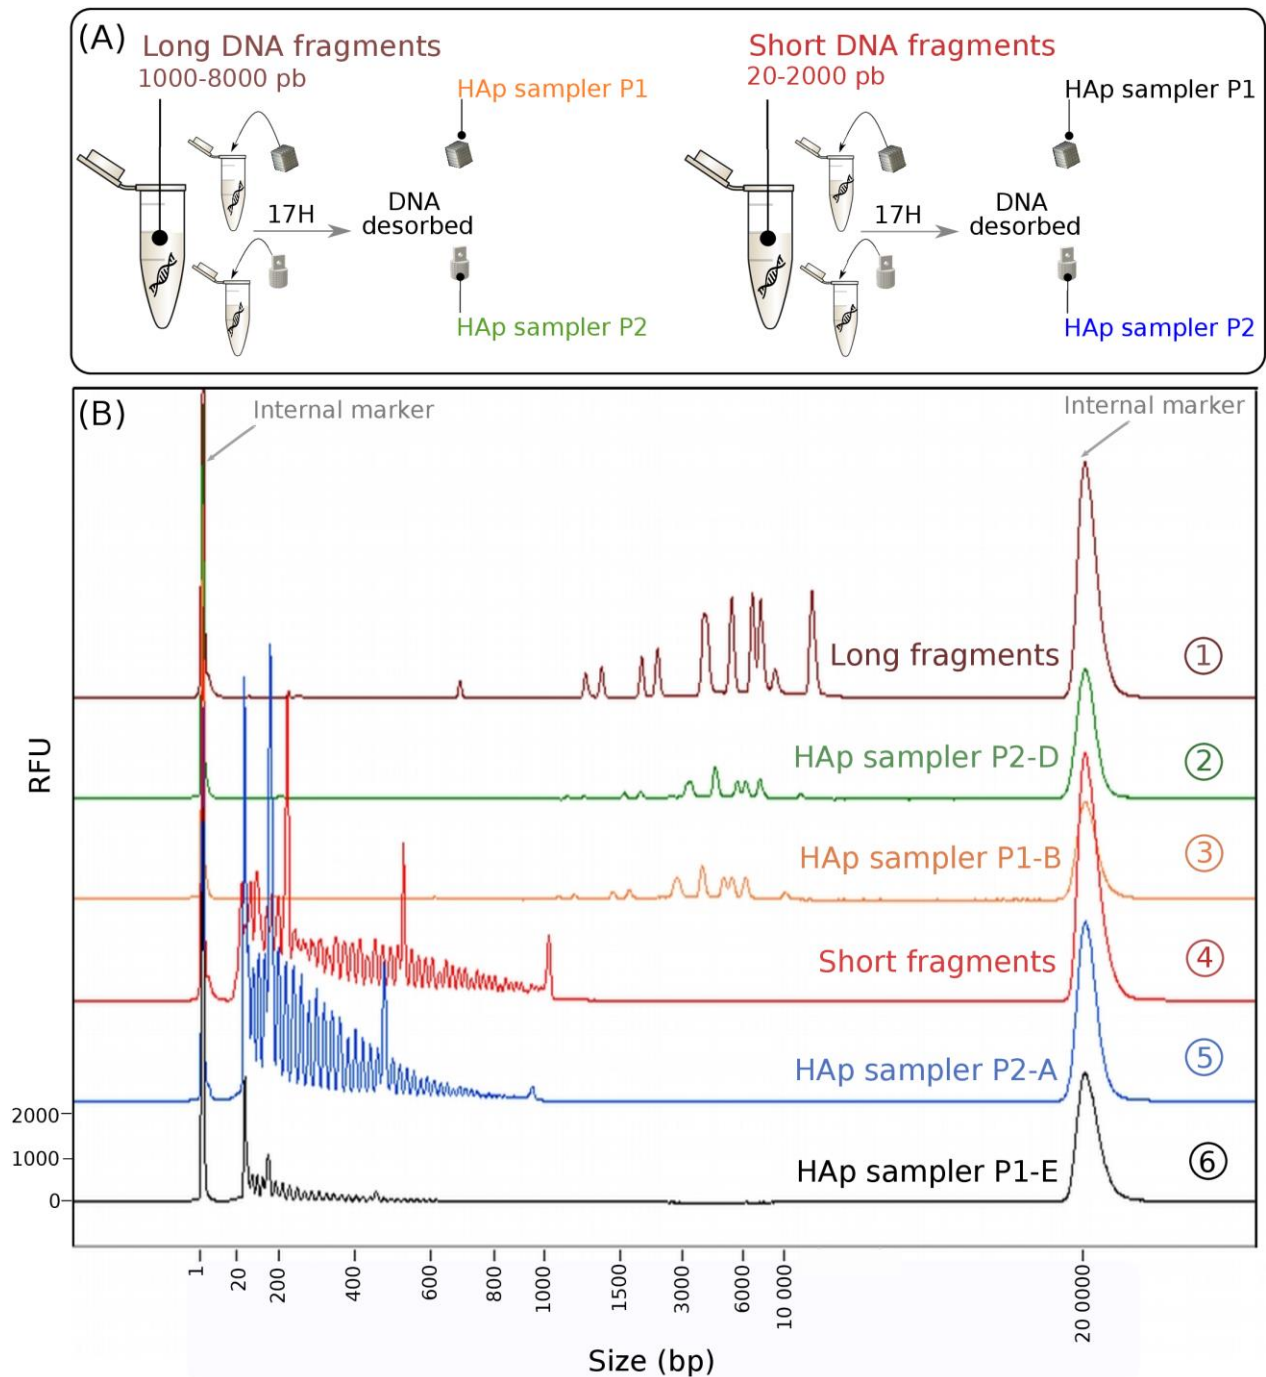 (A)
Long DNA fragments
1000-8000 pb
HAp sampler P1
17H
DNA
desorbed
HAp sampler P2
Short DNA fragments
20-2000 pb
HAp sampler P1
17H
DNA
desorbed
HAp sampler P2
(B)
Internal marker
Internal marker
Long fragments
1
HAp sampler P2-D
2
HAp sampler P1-B
3
Short fragments
4
HAp sampler P2-A
5
HAp sampler P1-E
6
RFU
2000
1000
0
1
20
200
400
600
800
1000
1500
3000
6000
10 000
20 0000
Size (bp)